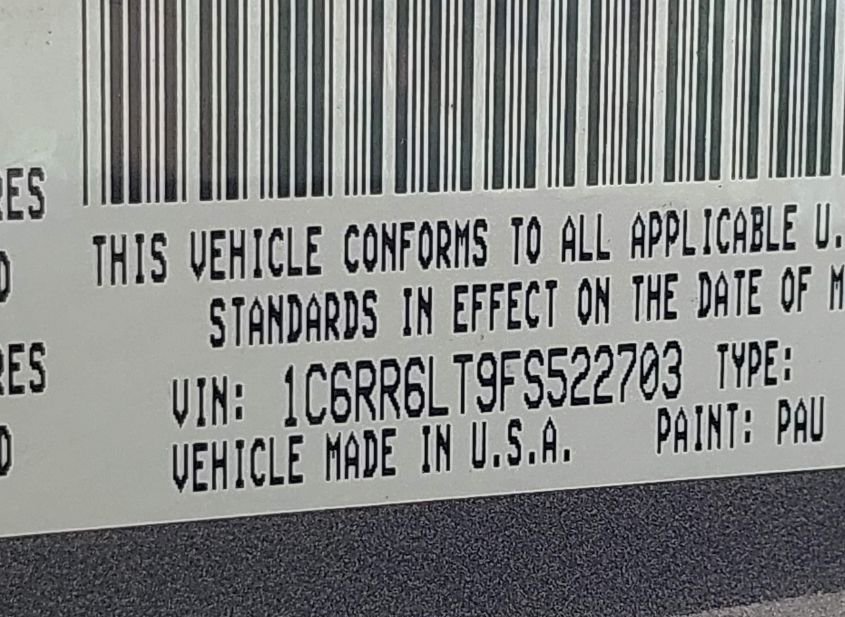 RES
THIS VEHICLE CONFORMS TO ALL APPLICABLE U.
D
STANDARDS IN EFFECT ON THE DATE OF M
RES
VIN: 1C6RR6LT9FS522703 TYPE:
D
VEHICLE MADE IN U.S.A. PAINT: PAU